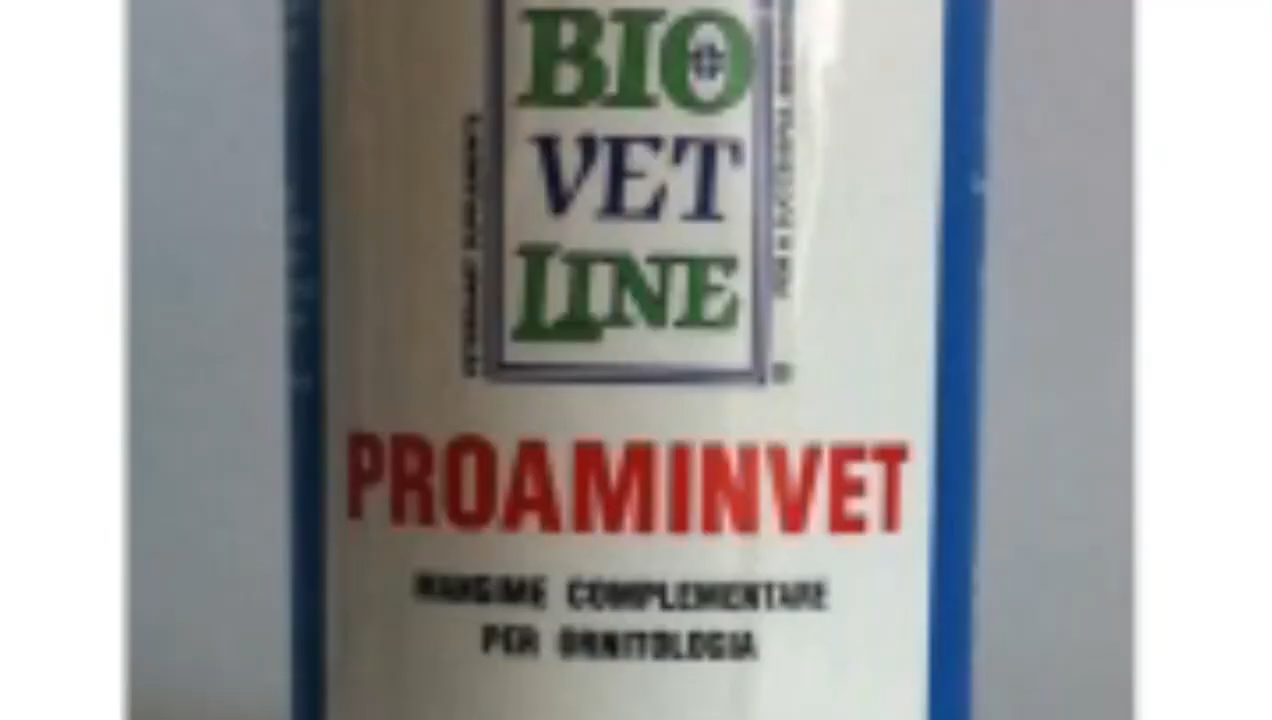 BIO
VET
LINE
PROAMINVET
MANGIME COMPLEMENTARE
PER ORNITOLOGIA